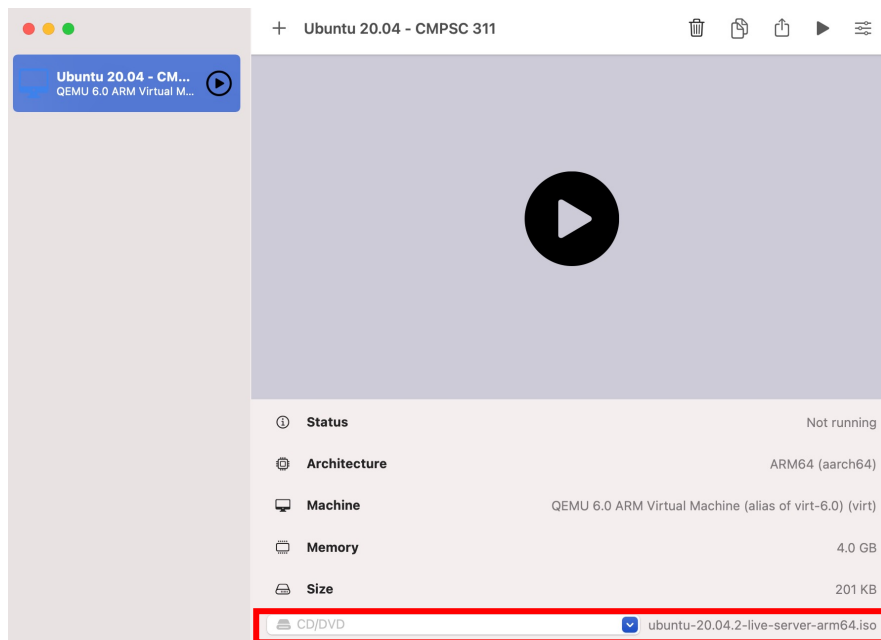 Ubuntu 20.04 - CMPSC 311
Ubuntu 20.04 - CM...
QEMU 6.0 ARM Virtual M...
Status Not running
Architecture ARM64 (aarch64)
Machine QEMU 6.0 ARM Virtual Machine (alias of virt-6.0) (virt)
Memory 4.0 GB
Size 201 KB
CD/DVD ubuntu-20.04.2-live-server-arm64.iso